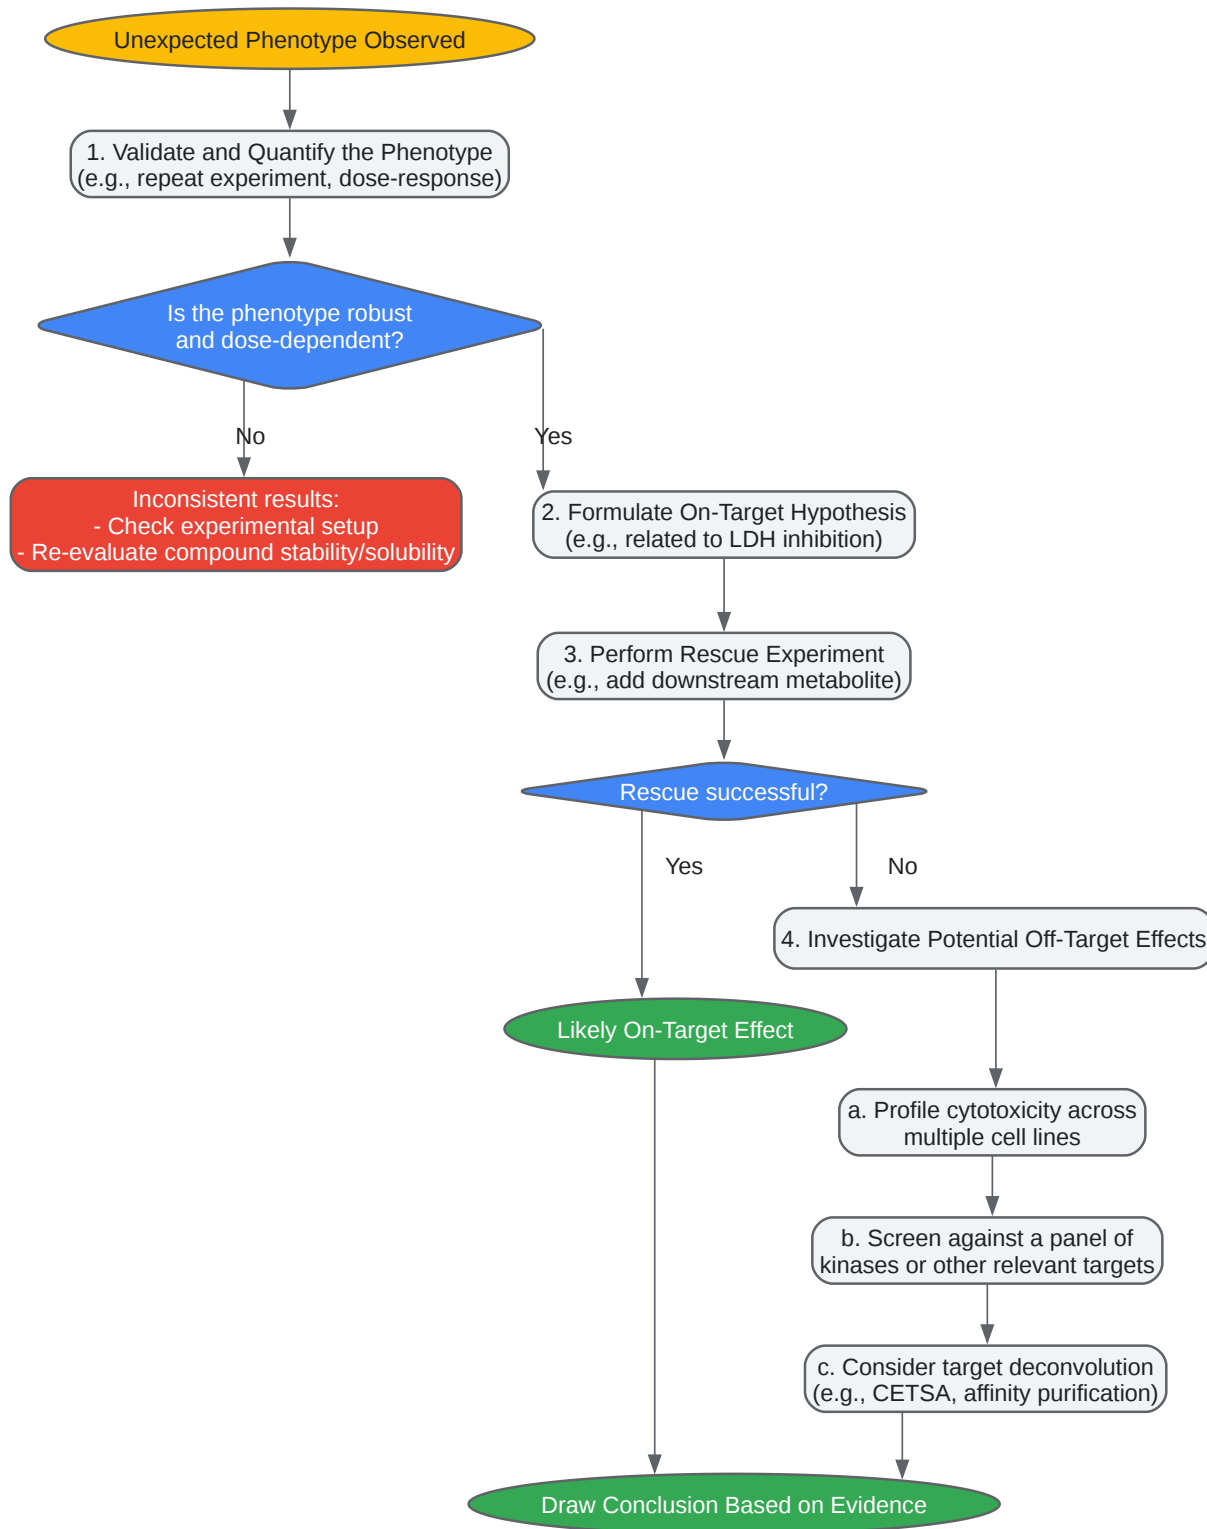 Unexpected Phenotype Observed
1. Validate and Quantify the Phenotype
(e.g., repeat experiment, dose-response)
Is the phenotype robust
and dose-dependent?
No
Yes
Inconsistent results:
- Check experimental setup
- Re-evaluate compound stability/solubility
2. Formulate On-Target Hypothesis
(e.g., related to LDH inhibition)
3. Perform Rescue Experiment
(e.g., add downstream metabolite)
Rescue successful?
Yes
No
4. Investigate Potential Off-Target Effects
Likely On-Target Effect
a. Profile cytotoxicity across
multiple cell lines
b. Screen against a panel of
kinases or other relevant targets
c. Consider target deconvolution
(e.g., CETSA, affinity purification)
Draw Conclusion Based on Evidence